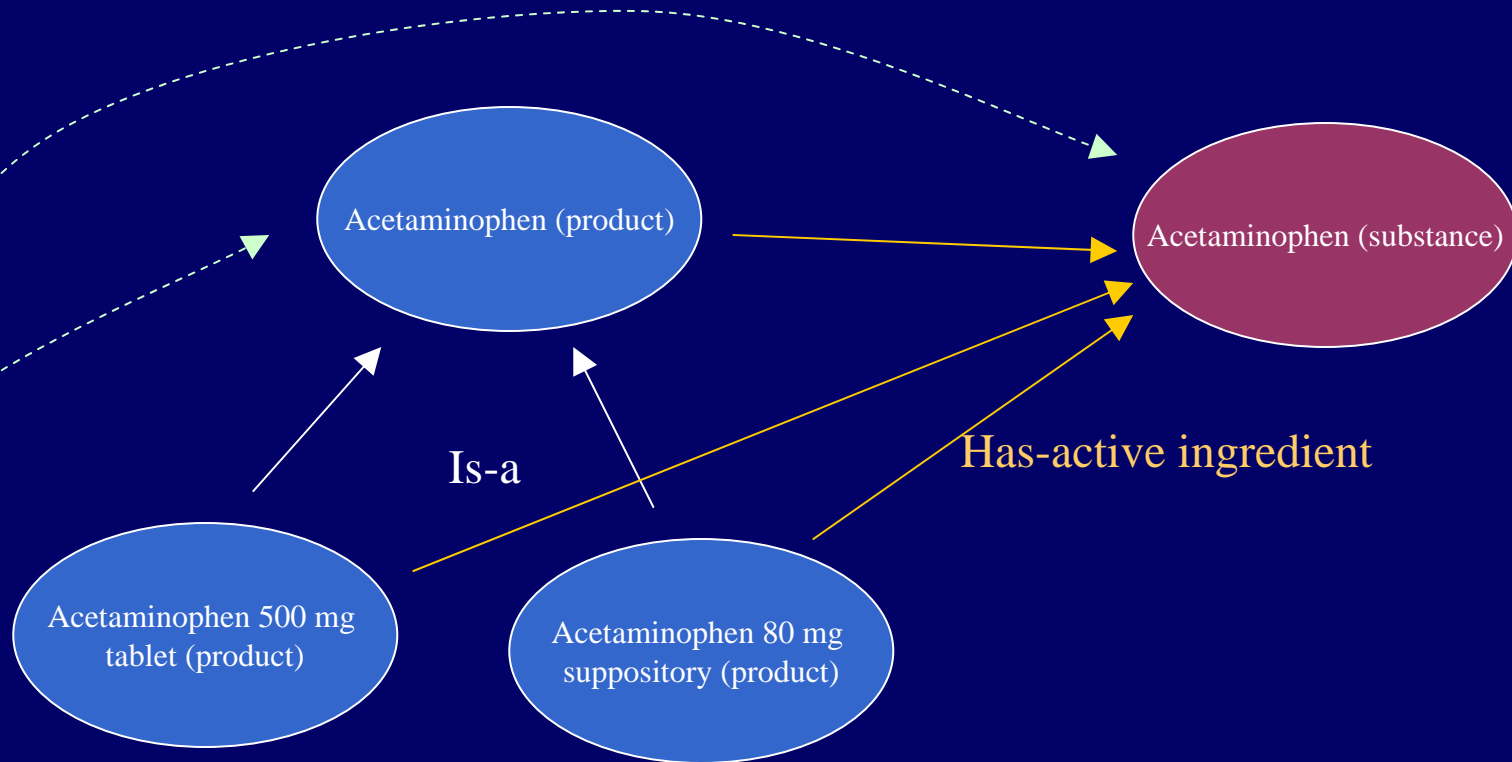 Acetaminophen (product)
Acetaminophen (substance)
Is-a
Has-active ingredient
Acetaminophen 500 mg
tablet (product)
Acetaminophen 80 mg
suppository (product)